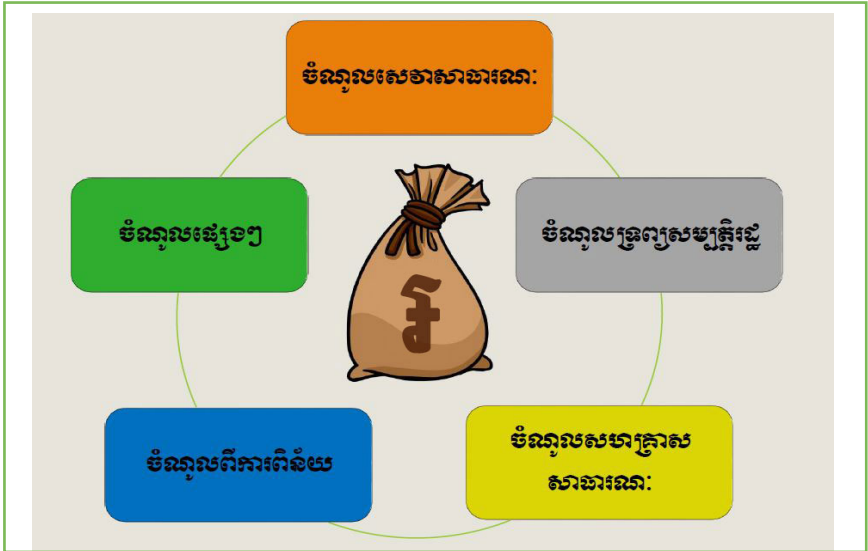 ចំណូលសេវាសាធារណៈ
ចំណូលទ្រព្យសម្បត្តិរដ្ឋ
ចំណូលសហគ្រាស
សាធារណៈ
ចំណូលពីការពិន័យ
ចំណូលផ្សេងៗ
៛